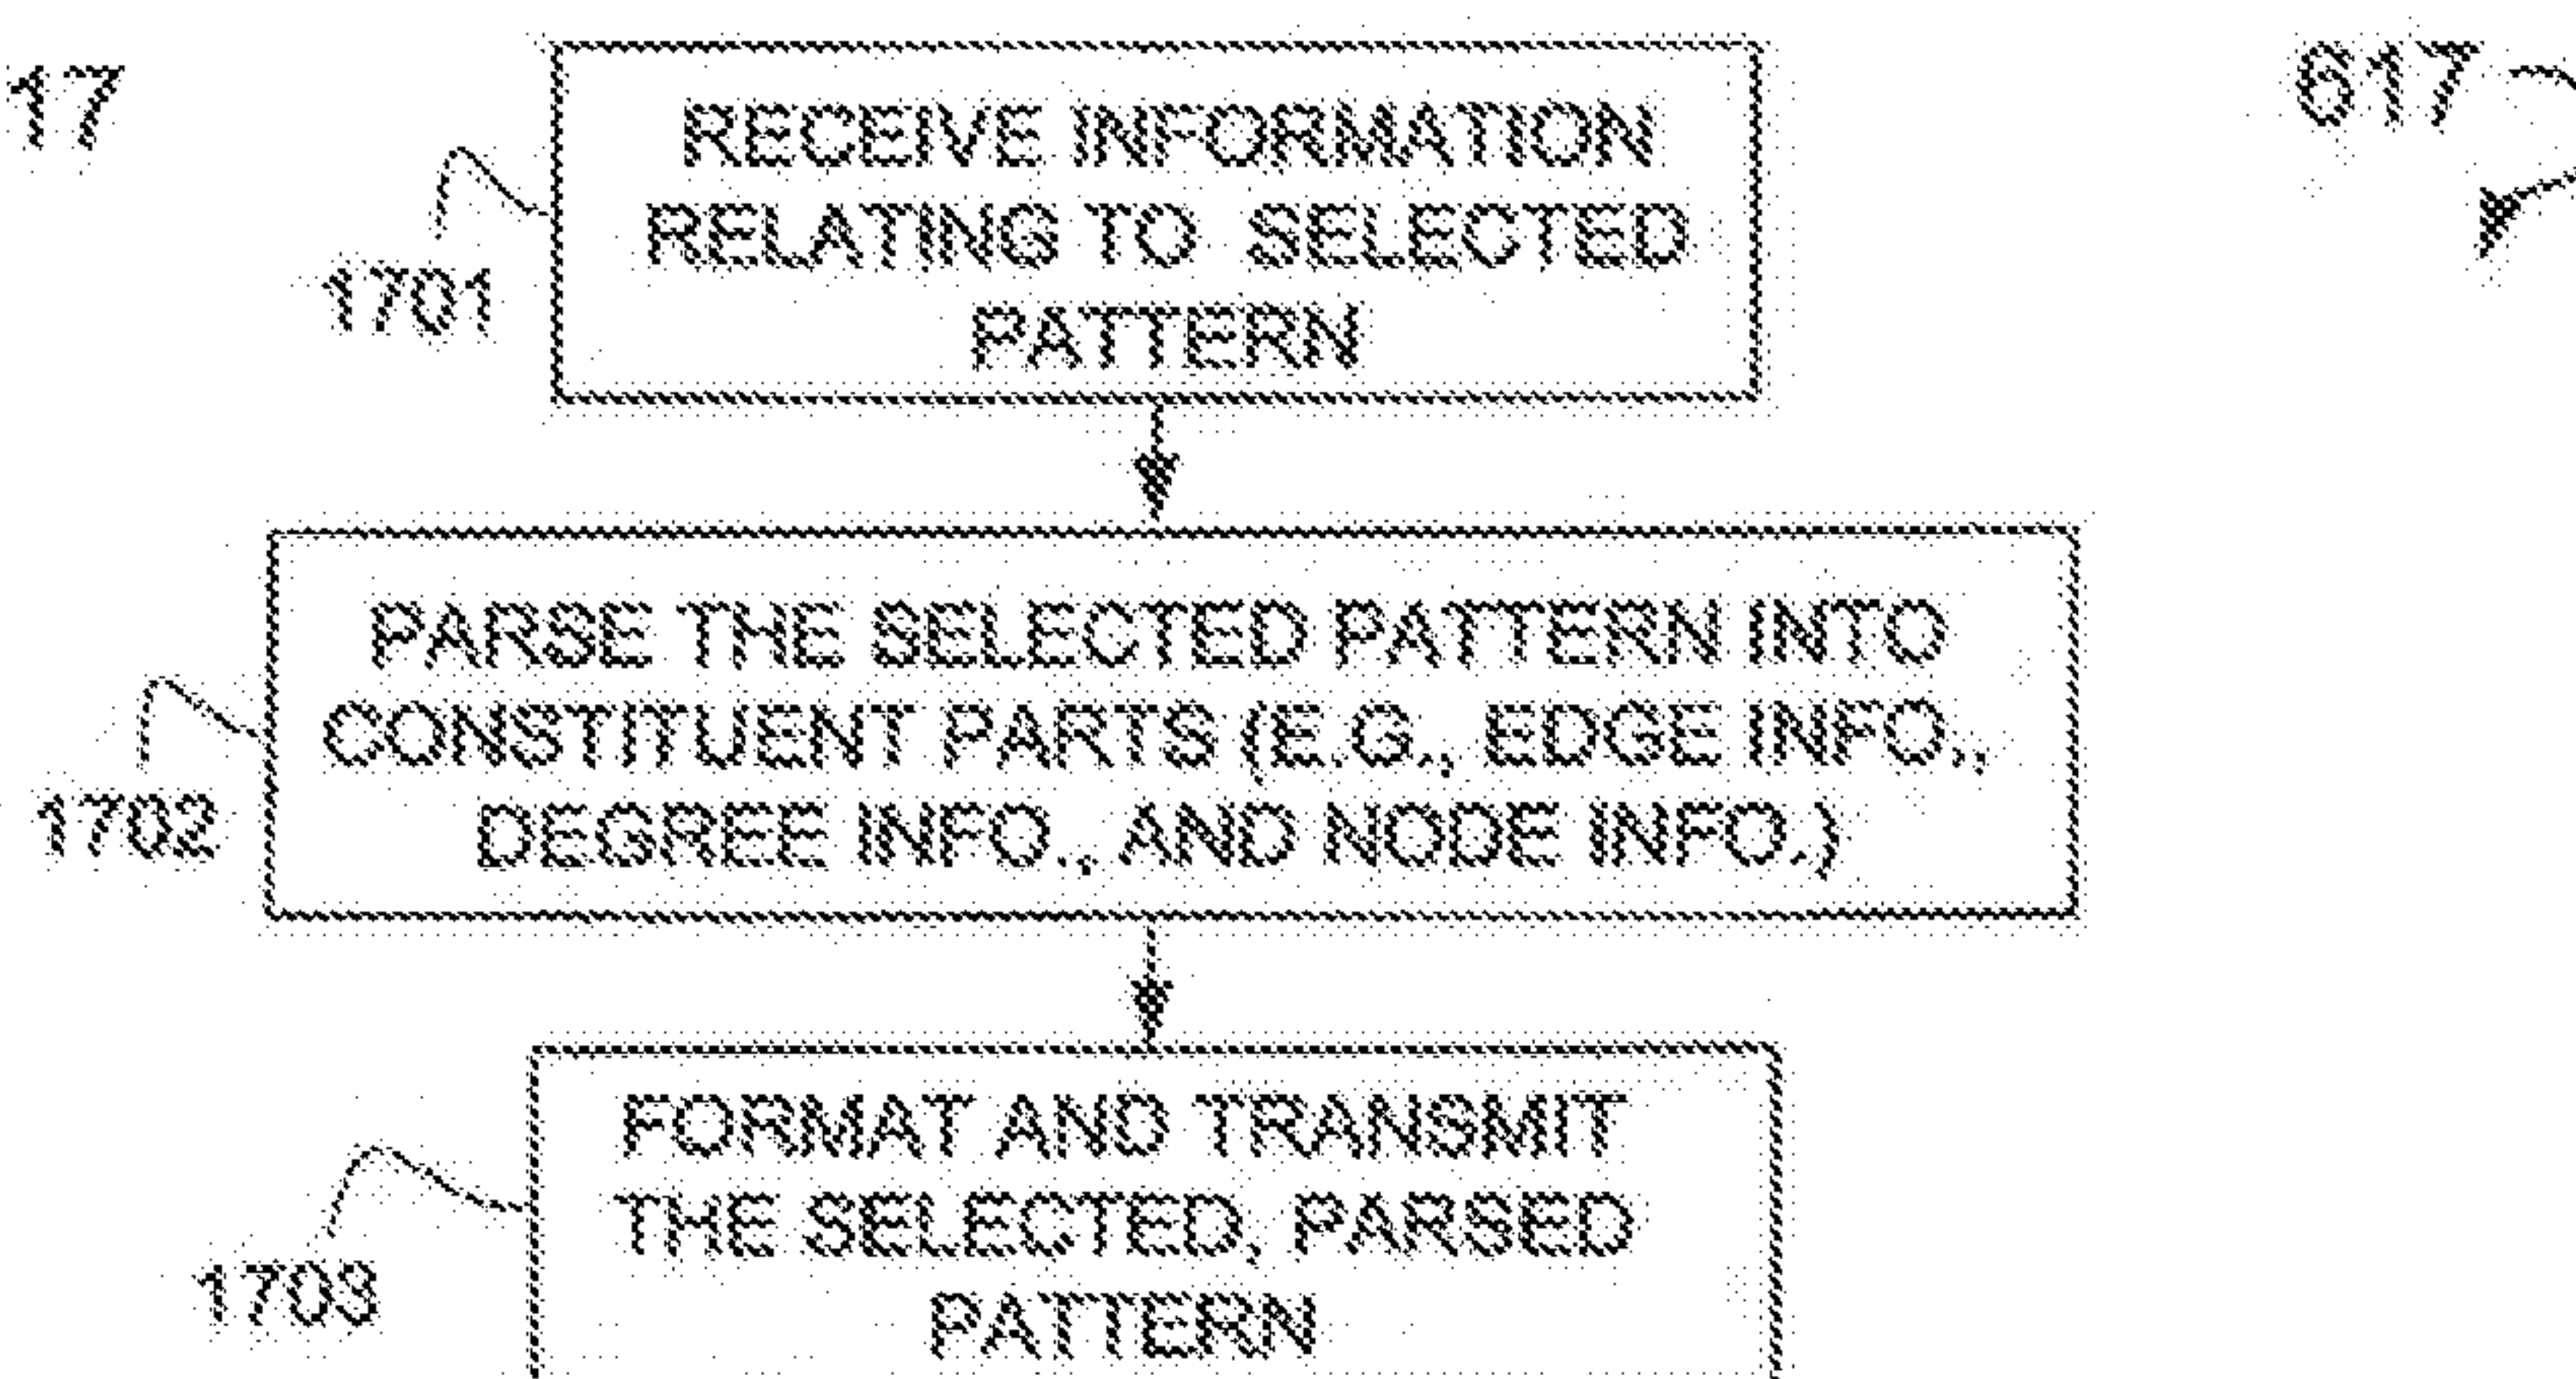 17
617
RECEIVE INFORMATION
RELATING TO SELECTED
PATTERN
1701
PARSE THE SELECTED PATTERN INTO
CONSTITUENT PARTS (E.G., EDGE INFO.,
DEGREE INFO., AND NODE INFO.)
1702
FORMAT AND TRANSMIT
THE SELECTED, PARSED
PATTERN
1703